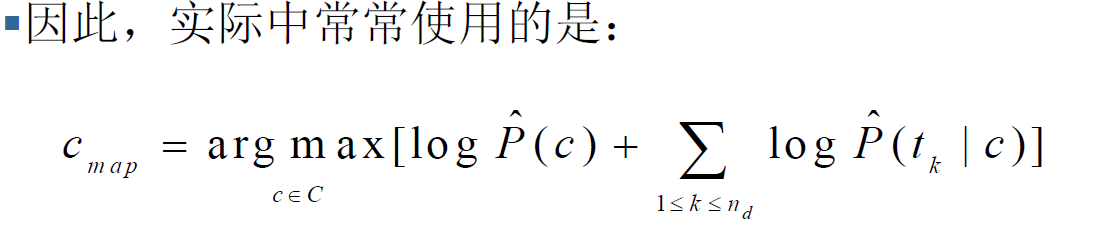 ▪因此，实际中常常使用的是：
c_map = arg max_{c∈C} [log P̂(c) + ∑_{1≤k≤n_d} log P̂(t_k | c)]